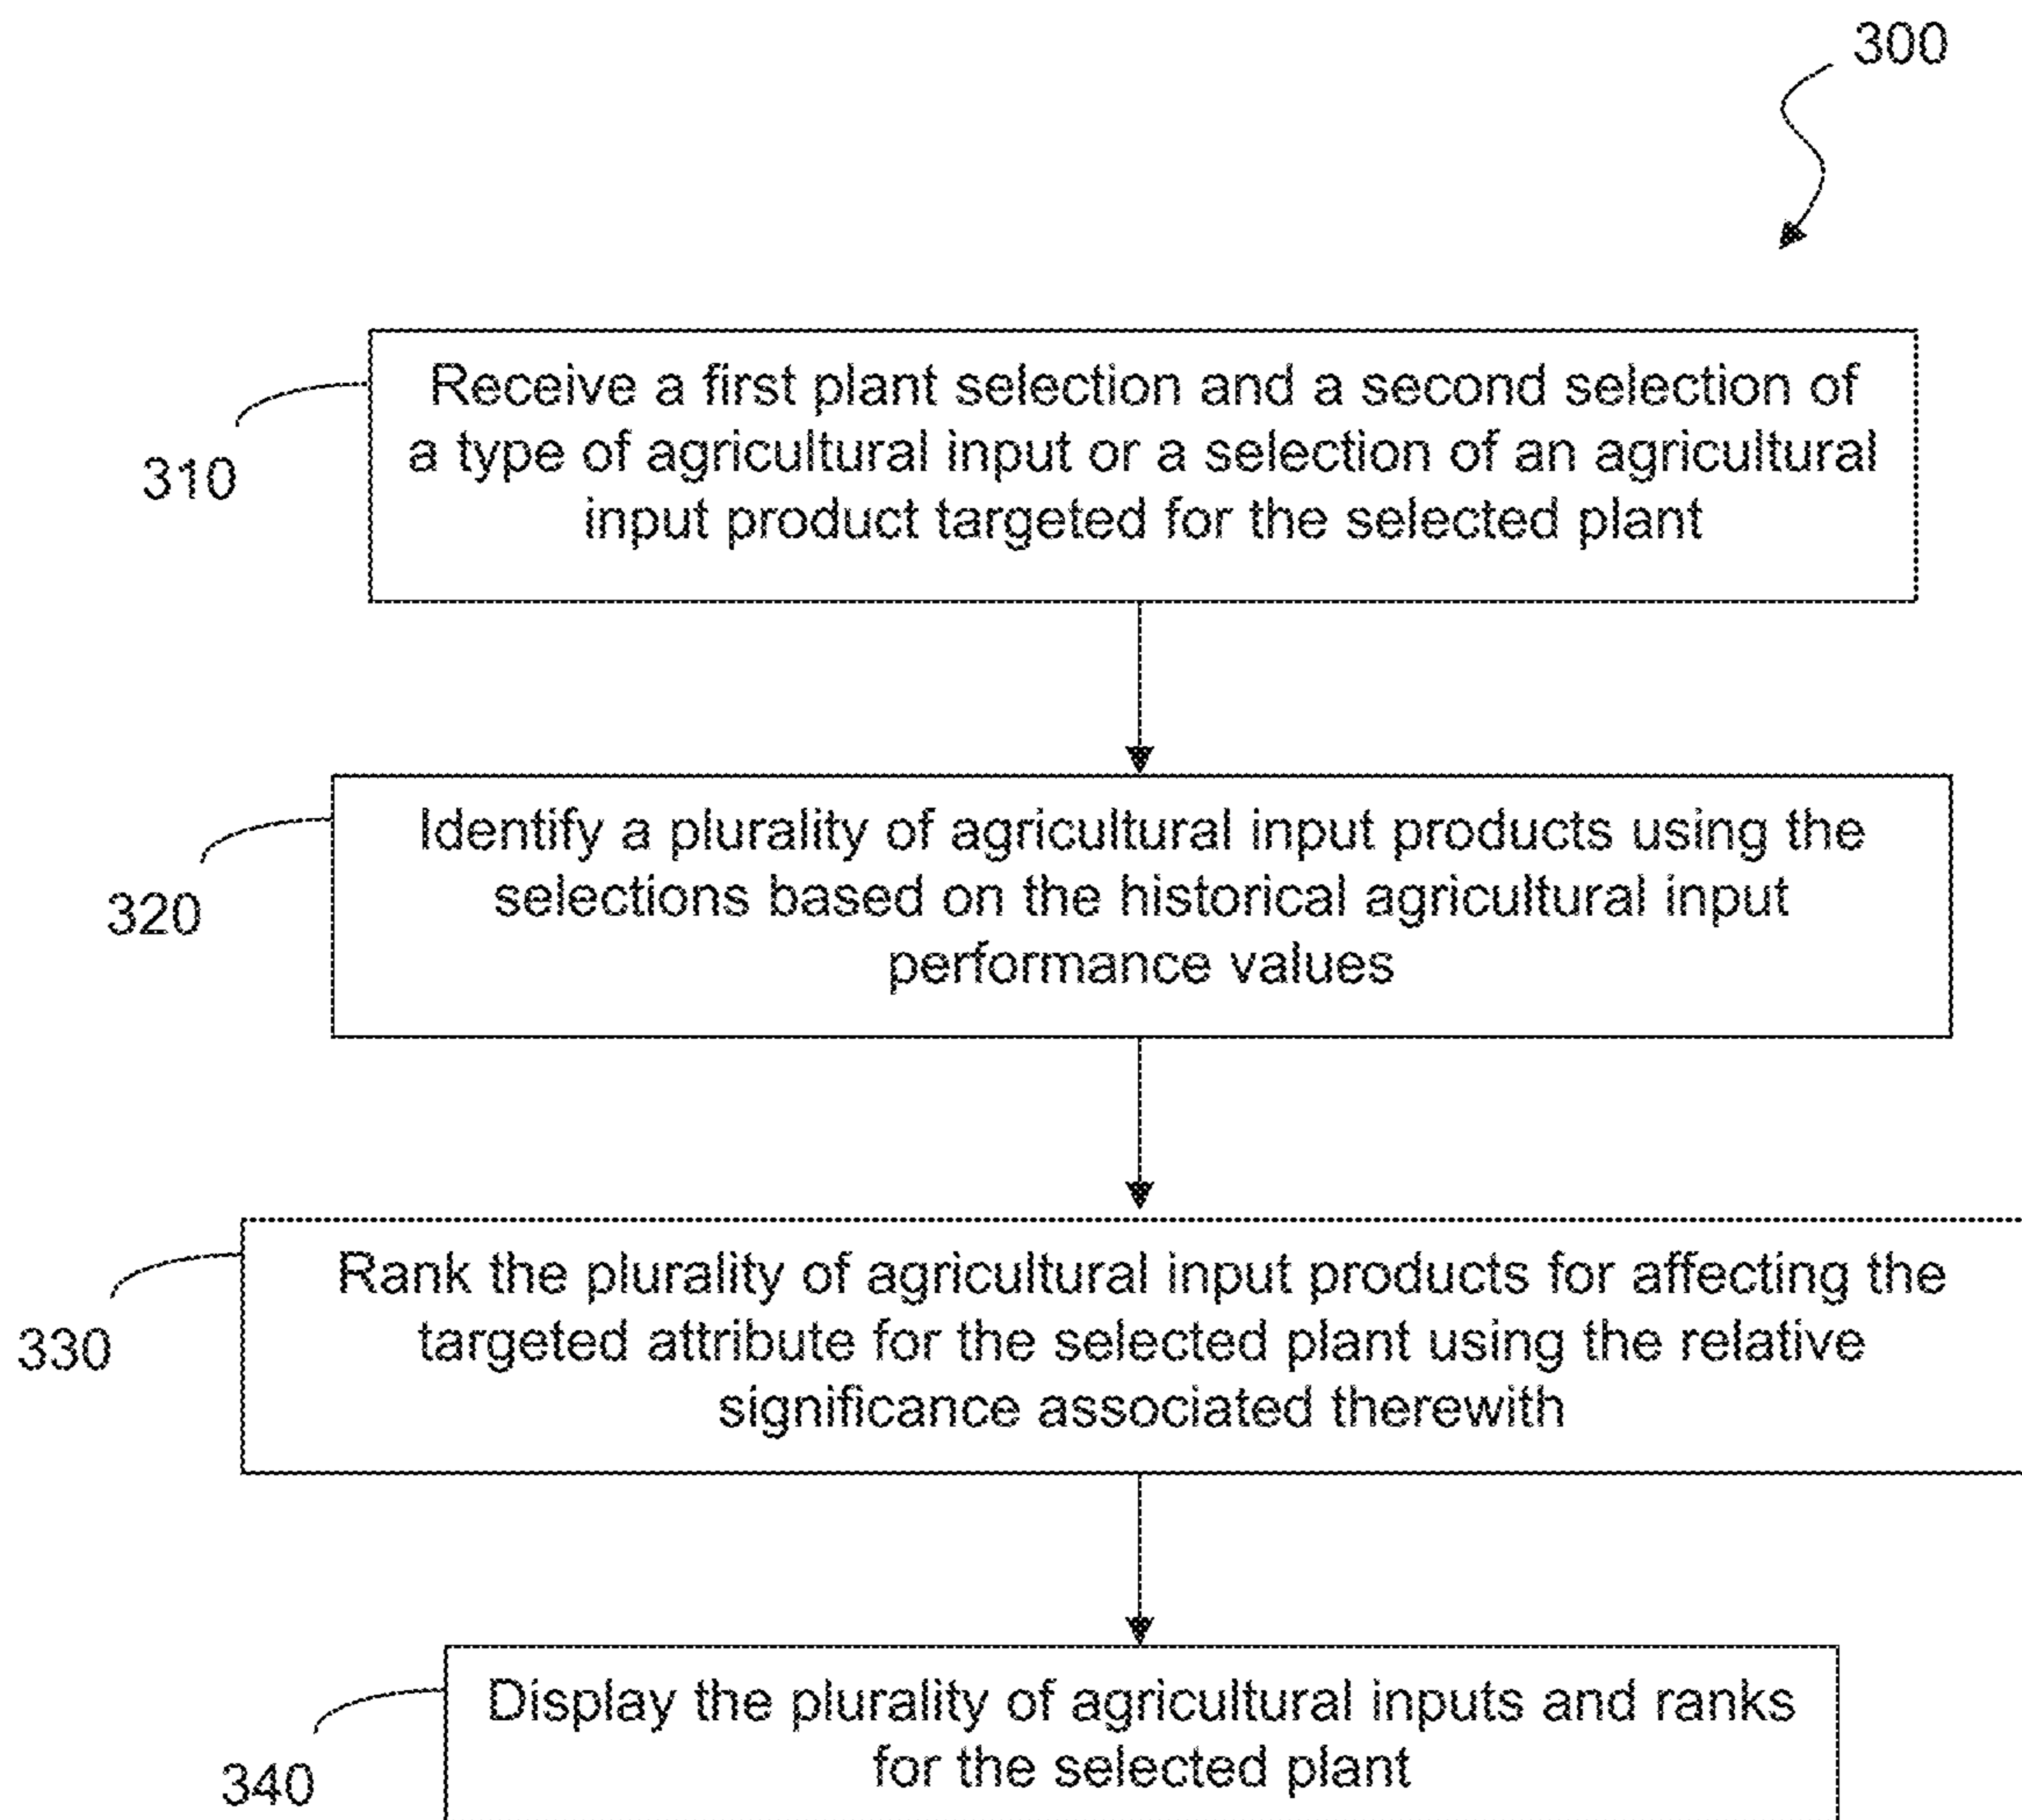 300
310
Receive a first plant selection and a second selection of
a type of agricultural input or a selection of an agricultural
input product targeted for the selected plant
320
Identify a plurality of agricultural input products using the
selections based on the historical agricultural input
performance values
330
Rank the plurality of agricultural input products for affecting the
targeted attribute for the selected plant using the relative
significance associated therewith
340
Display the plurality of agricultural inputs and ranks
for the selected plant